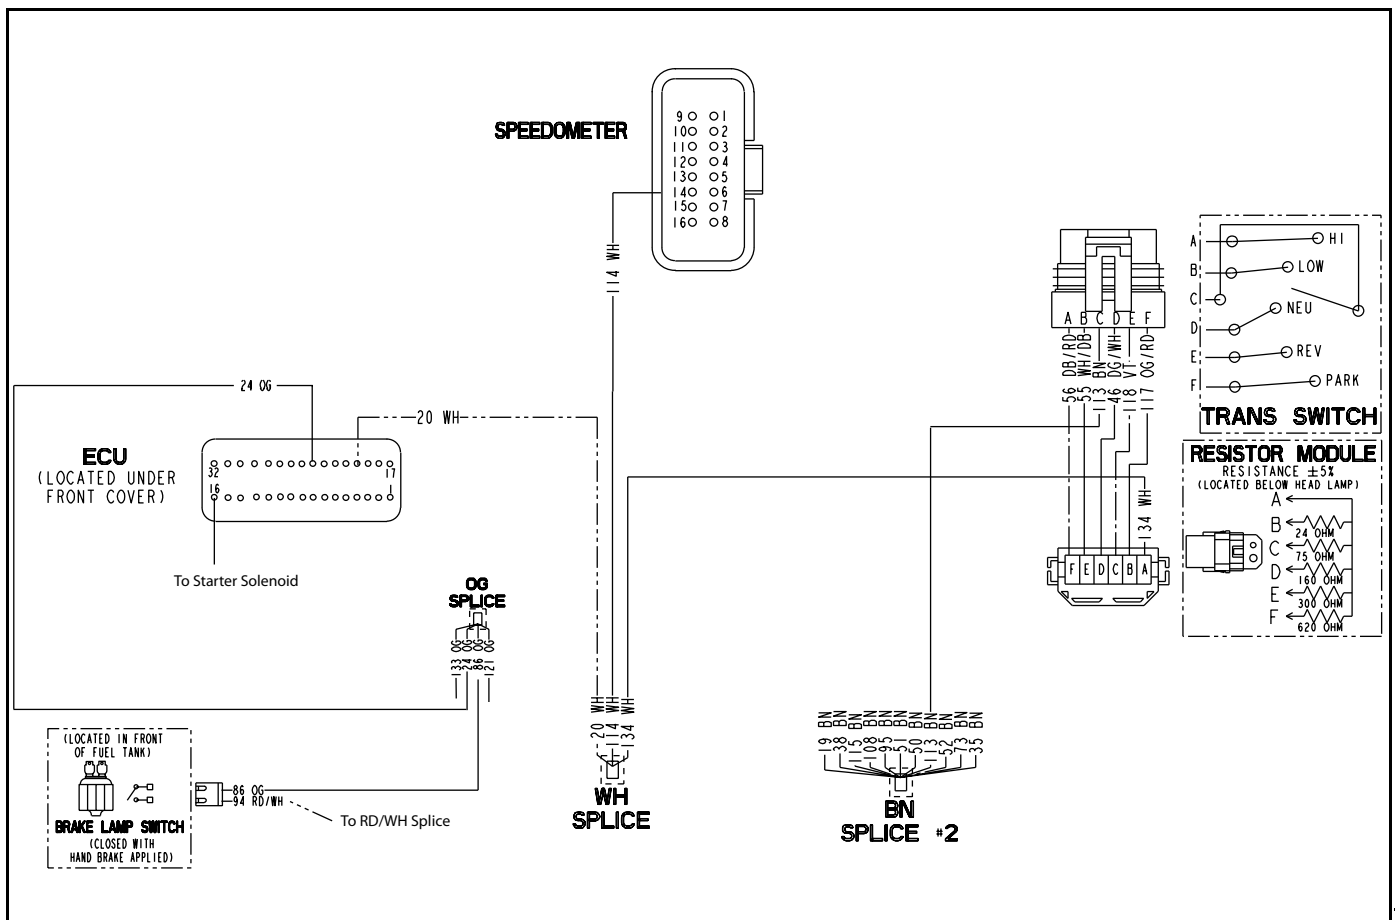 SPEEDOMETER
9 1
10 2
11 3
12 4
13 5
14 6
15 7
16 8
114 WH
A B C D E F
56 DB/RD
55 WH/DB
113 BN
46 DG/WH
118 VT
117 OG/RD
A HI
B LOW
C
D NEU
E REV
F PARK
TRANS SWITCH
24 OG
20 WH
ECU
(LOCATED UNDER
FRONT COVER)
32 17
16 1
To Starter Solenoid
134 WH
F E D C B A
RESISTOR MODULE
RESISTANCE ±5%
(LOCATED BELOW HEAD LAMP)
A
B
24 OHM
C
75 OHM
D
160 OHM
E
300 OHM
F
620 OHM
OG
SPLICE
133 OG
24 OG
86 OG
121 OG
20 WH
114 WH
134 WH
WH
SPLICE
19 BN
38 BN
15 BN
108 BN
95 BN
51 BN
50 BN
113 BN
52 BN
73 BN
35 BN
BN
SPLICE #2
(LOCATED IN FRONT
OF FUEL TANK)
BRAKE LAMP SWITCH
(CLOSED WITH
HAND BRAKE APPLIED)
86 OG
94 RD/WH
To RD/WH Splice